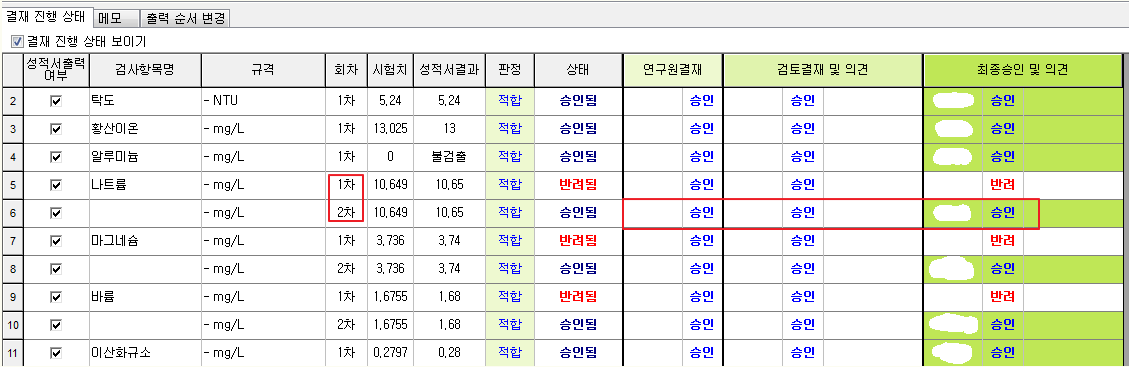 결재 진행 상태 메모 출력 순서 변경
결재 진행 상태 보이기
성적서출력여부 검사항목명 규격 회차 시험치 성적서결과 판정 상태 연구원결재 검토결재 및 의견 최종승인 및 의견
2 탁도 - NTU 1차 5,24 5,24 적합 승인됨 승인 승인 승인
3 황산이온 - mg/L 1차 13,025 13 적합 승인됨 승인 승인 승인
4 알루미늄 - mg/L 1차 0 불검출 적합 승인됨 승인 승인 승인
5 나트륨 - mg/L 1차 10,649 10,65 적합 반려됨 승인 승인 반려
6 - mg/L 2차 10,649 10,65 적합 승인됨 승인 승인 승인
7 마그네슘 - mg/L 1차 3,736 3,74 적합 반려됨 승인 승인 반려
8 - mg/L 2차 3,736 3,74 적합 승인됨 승인 승인 승인
9 바륨 - mg/L 1차 1,6755 1,68 적합 반려됨 승인 승인 반려
10 - mg/L 2차 1,6755 1,68 적합 승인됨 승인 승인 승인
11 이산화규소 - mg/L 1차 0,2797 0,28 적합 승인됨 승인 승인 승인